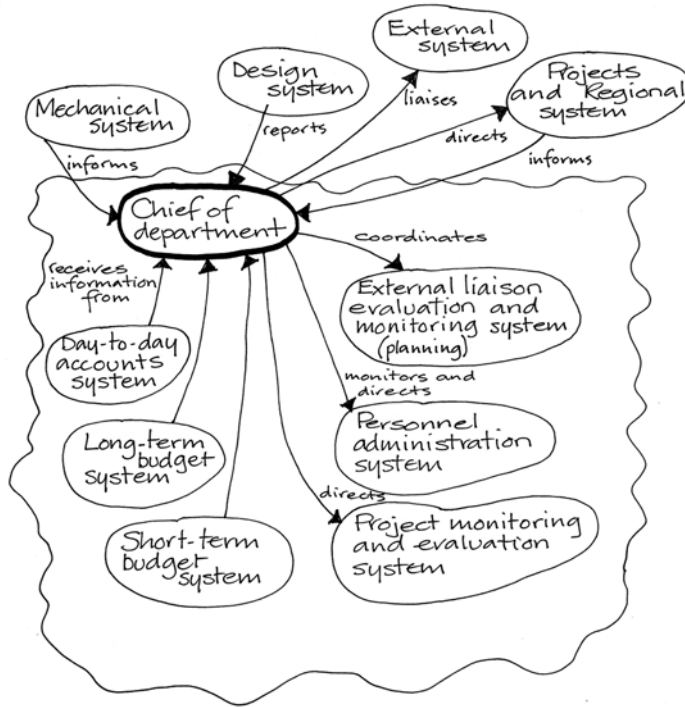 External
system
Design
system
Projects
and Regional
system
Mechanical
system
liaises
reports
directs
informs
informs
Chief of
department
coordinates
receives
information
from
External liaison
evaluation and
monitoring system
(planning)
Day-to-day
accounts
system
monitors and
directs
Personnel
administration
system
Long-term
budget
system
directs
Project monitoring
and evaluation
system
Short-term
budget
system